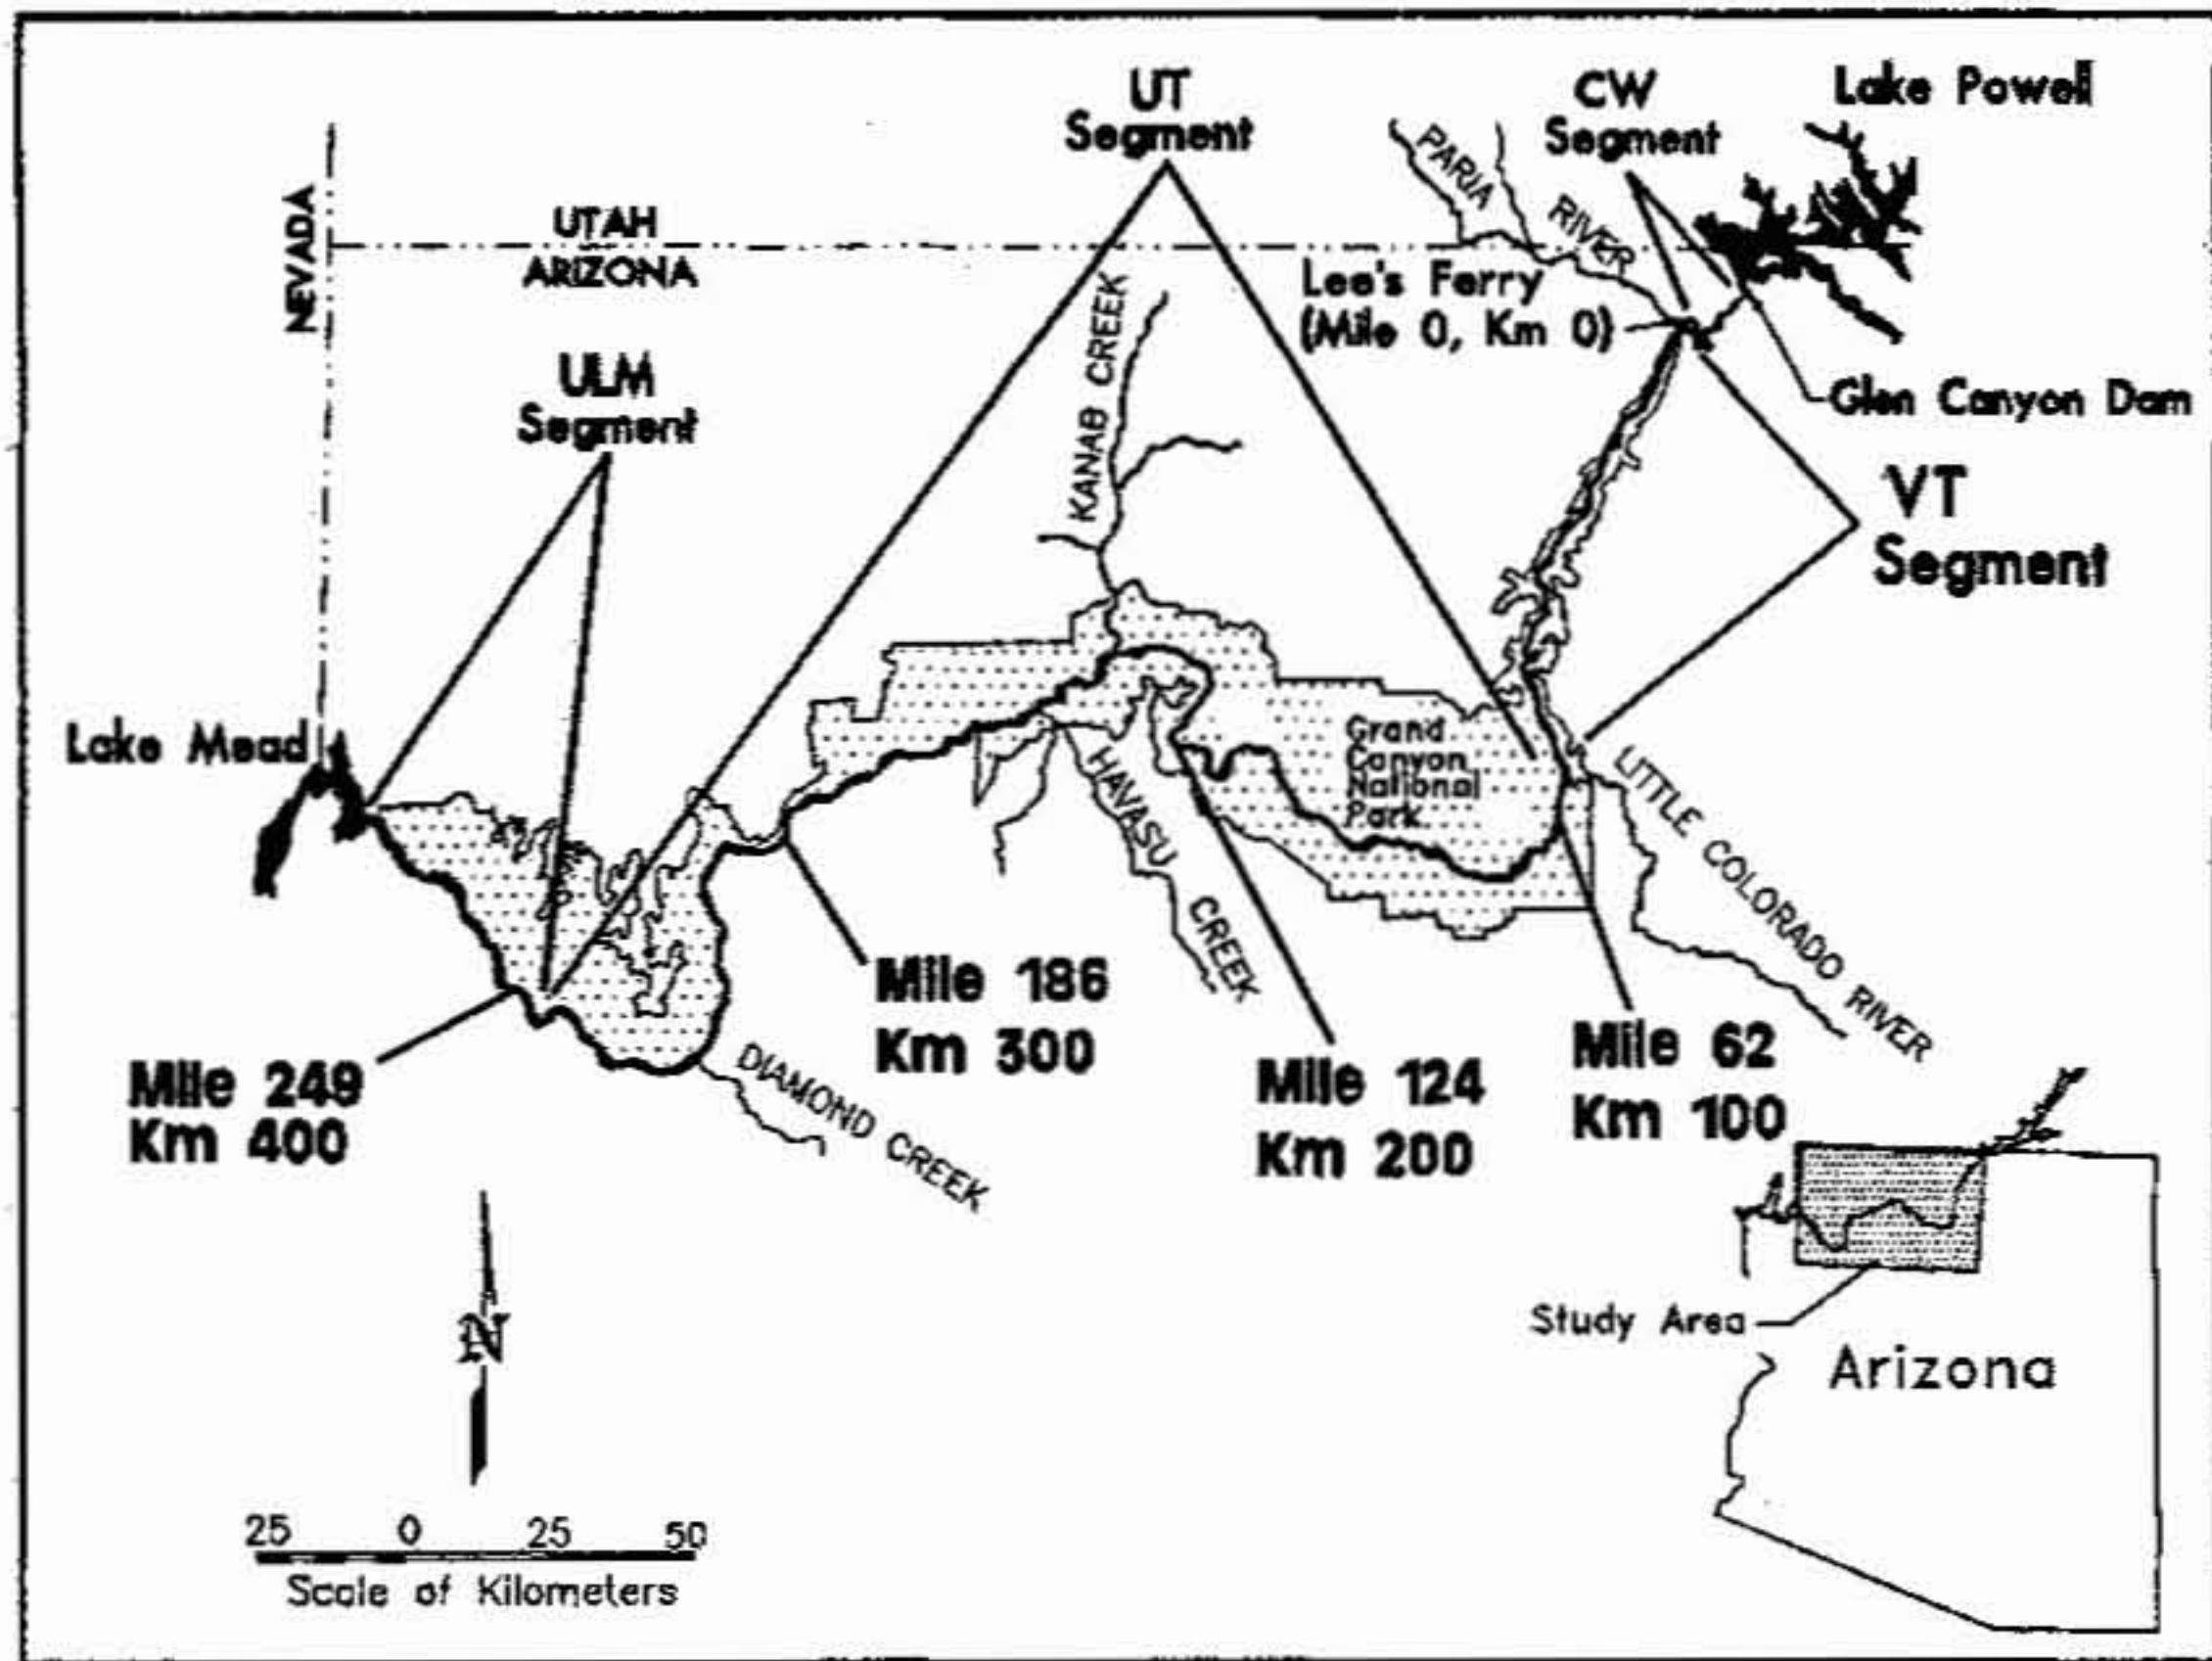 UT
Segment
CW
Segment
Lake Powell
PARIA
RIVER
NEVADA
UTAH
ARIZONA
Lee's Ferry
(Mile 0, Km 0)
KANAB CREEK
ULM
Segment
Glen Canyon Dam
VT
Segment
Lake Mead
Grand
Canyon
National
Park
HAVASU
CREEK
LITTLE COLORADO RIVER
Mile 186
Km 300
Mile 248
Km 400
Mile 124
Km 200
Mile 62
Km 100
DIAMOND CREEK
N
25 0 25 50
Scale of Kilometers
Study Area
Arizona